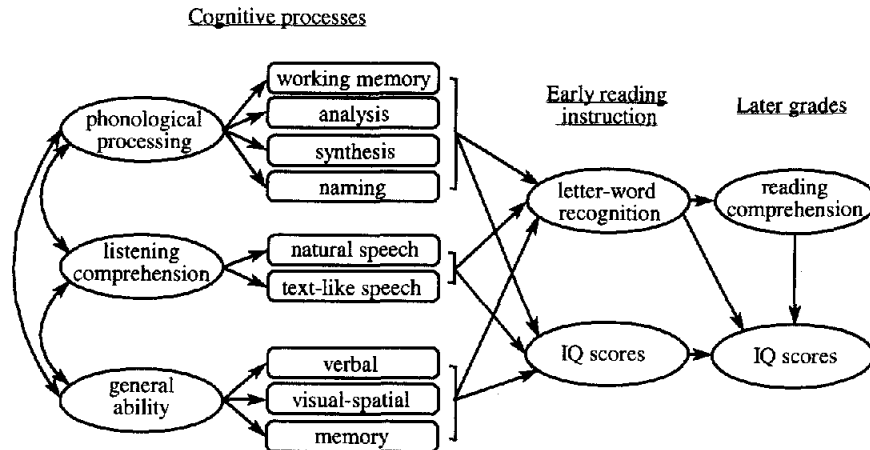 Cognitive processes
Early reading
instruction
Later grades
phonological
processing
working memory
analysis
synthesis
naming
letter-word
recognition
reading
comprehension
listening
comprehension
natural speech
text-like speech
IQ scores
IQ scores
general
ability
verbal
visual-spatial
memory